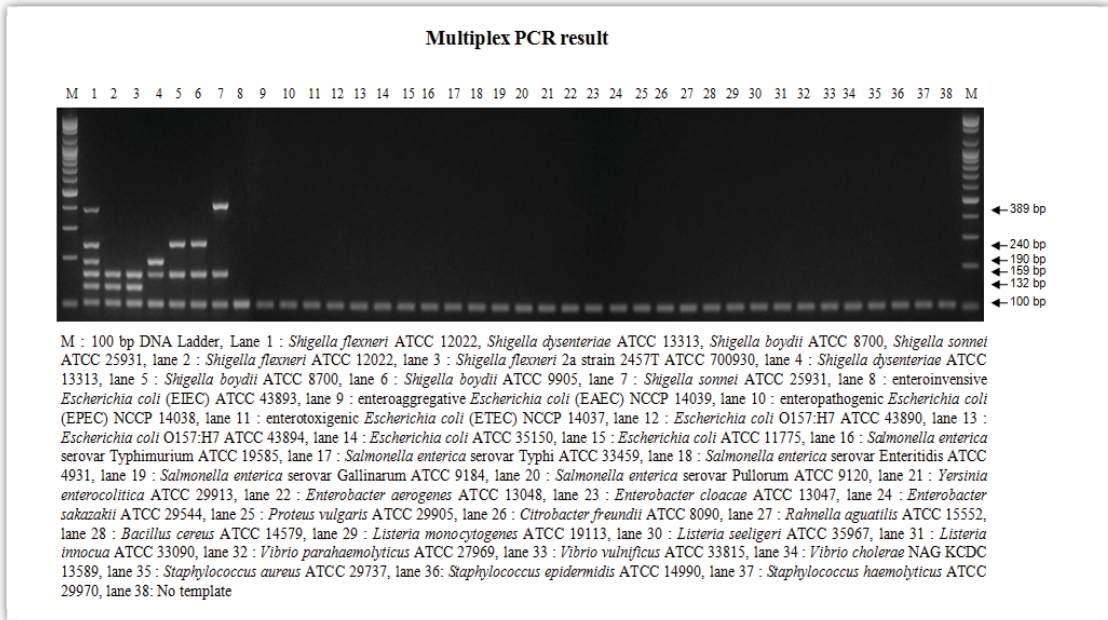 Multiplex PCR result
M 1 2 3 4 5 6 7 8 9 10 11 12 13 14 15 16 17 18 19 20 21 22 23 24 25 26 27 28 29 30 31 32 33 34 35 36 37 38 M
389 bp
240 bp
190 bp
159 bp
132 bp
100 bp
M : 100 bp DNA Ladder, Lane 1 : Shigella flexneri ATCC 12022, Shigella dysenteriae ATCC 13313, Shigella boydii ATCC 8700, Shigella sonnei
ATCC 25931, lane 2 : Shigella flexneri ATCC 12022, lane 3 : Shigella flexneri 2a strain 2457T ATCC 700930, lane 4 : Shigella dysenteriae ATCC
13313, lane 5 : Shigella boydii ATCC 8700, lane 6 : Shigella boydii ATCC 9905, lane 7 : Shigella sonnei ATCC 25931, lane 8 : enteroinvensive
Escherichia coli (EIEC) ATCC 43893, lane 9 : enteroaggregative Escherichia coli (EAEC) NCCP 14039, lane 10 : enteropathogenic Escherichia coli
(EPEC) NCCP 14038, lane 11 : enterotoxigenic Escherichia coli (ETEC) NCCP 14037, lane 12 : Escherichia coli O157:H7 ATCC 43890, lane 13 :
Escherichia coli O157:H7 ATCC 43894, lane 14 : Escherichia coli ATCC 35150, lane 15 : Escherichia coli ATCC 11775, lane 16 : Salmonella enterica
serovar Typhimurium ATCC 19585, lane 17 : Salmonella enterica serovar Typhi ATCC 33459, lane 18 : Salmonella enterica serovar Enteritidis ATCC
4931, lane 19 : Salmonella enterica serovar Gallinarum ATCC 9184, lane 20 : Salmonella enterica serovar Pullorum ATCC 9120, lane 21 : Yersinia
enterocolitica ATCC 29913, lane 22 : Enterobacter aerogenes ATCC 13048, lane 23 : Enterobacter cloacae ATCC 13047, lane 24 : Enterobacter
sakazakii ATCC 29544, lane 25 : Proteus vulgaris ATCC 29905, lane 26 : Citrobacter freundii ATCC 8090, lane 27 : Rahnella aguatilis ATCC 15552,
lane 28 : Bacillus cereus ATCC 14579, lane 29 : Listeria monocytogenes ATCC 19113, lane 30 : Listeria seeligeri ATCC 35967, lane 31 : Listeria
innocua ATCC 33090, lane 32 : Vibrio parahaemolyticus ATCC 27969, lane 33 : Vibrio vulnificus ATCC 33815, lane 34 : Vibrio cholerae NAG KCDC
13589, lane 35 : Staphylococcus aureus ATCC 29737, lane 36: Staphylococcus epidermidis ATCC 14990, lane 37 : Staphylococcus haemolyticus ATCC
29970, lane 38: No template